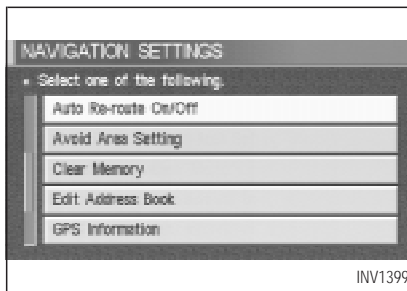 NAVIGATION SETTINGS
Select one of the following.
Auto Re-route On/Off
Avoid Area Setting
Clear Memory
Edit Address Book
GPS Information
INV1399